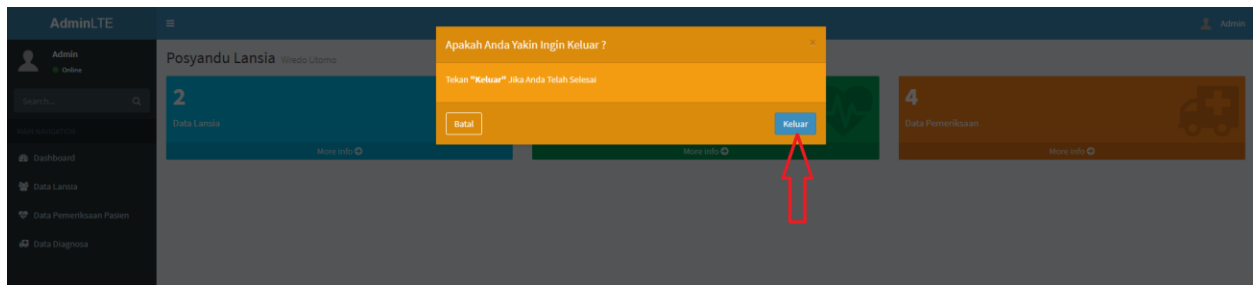 AdminLTE
Admin
Admin
Online
Search...
MAIN NAVIGATION
Dashboard
Data Lansia
Data Pemeriksaan Pasien
Data Diagnosa
Posyandu Lansia Wredo Utomo
2
Data Lansia
More info
More info
4
Data Pemeriksaan
More info
Apakah Anda Yakin Ingin Keluar ?
×
Tekan "Keluar" Jika Anda Telah Selesai
Batal
Keluar